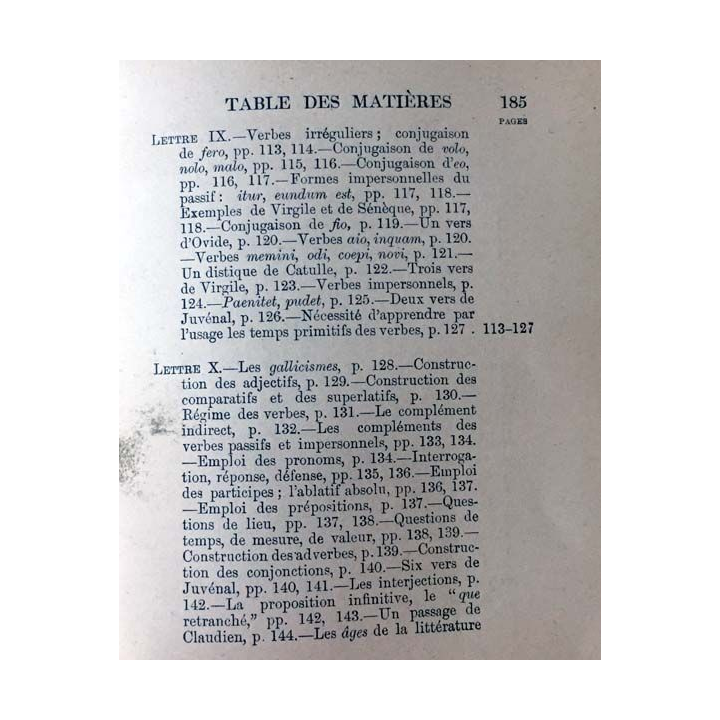 TABLE DES MATIÈRES 185
PAGES
LETTRE IX.—Verbes irréguliers; conjugaison
de fero, pp. 113, 114.—Conjugaison de volo,
nolo, malo, pp. 115, 116.—Conjugaison d'eo,
pp. 116, 117.—Formes impersonnelles du
passif: itur, eundum est, pp. 117, 118.—
Exemples de Virgile et de Sénèque, pp. 117,
118.—Conjugaison de fio, p. 119.—Un vers
d'Ovide, p. 120.—Verbes aio, inquam, p. 120.
—Verbes memini, odi, coepi, novi, p. 121.—
Un distique de Catulle, p. 122.—Trois vers
de Virgile, p. 123.—Verbes impersonnels, p.
124.—Paenitet, pudet, p. 125.—Deux vers de
Juvénal, p. 126.—Nécessité d'apprendre par
l'usage les temps primitifs des verbes, p. 127 . 113–127
LETTRE X.—Les gallicismes, p. 128.—Construc-
tion des adjectifs, p. 129.—Construction des
comparatifs et des superlatifs, p. 130.—
Régime des verbes, p. 131.—Le complément
indirect, p. 132.—Les compléments des
verbes passifs et impersonnels, pp. 133, 134.
—Emploi des pronoms, p. 134.—Interroga-
tion, réponse, défense, pp. 135, 136.—Emploi
des participes; l'ablatif absolu, pp. 136, 137.
—Emploi des prépositions, p. 137.—Ques-
tions de lieu, pp. 137, 138.—Questions de
temps, de mesure, de valeur, pp. 138, 139.—
Construction des adverbes, p. 139.—Construc-
tion des conjonctions, p. 140.—Six vers de
Juvénal, pp. 140, 141.—Les interjections, p.
142.—La proposition infinitive, le "que
retranché," pp. 142, 143.—Un passage de
Claudien, p. 144.—Les âges de la littérature